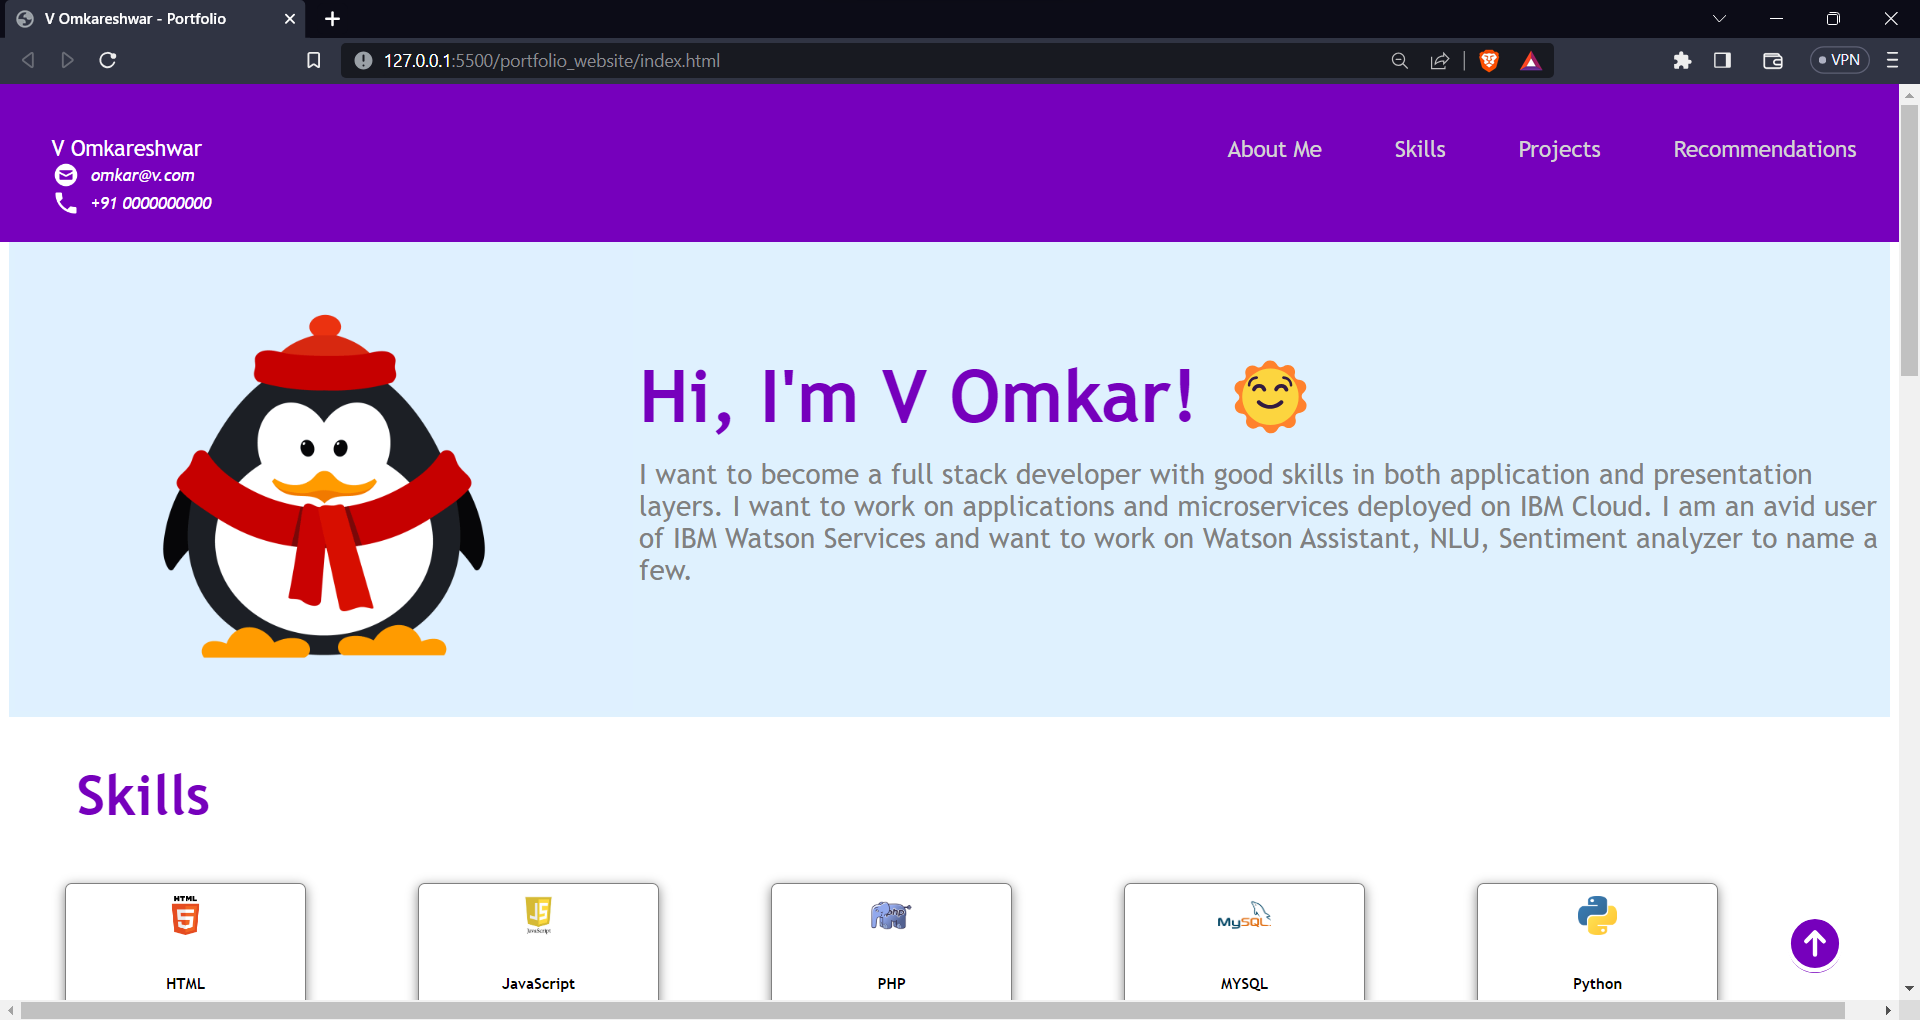 V Omkareshwar - Portfolio
127.0.0.1:5500/portfolio_website/index.html
VPN
V Omkareshwar
omkar@v.com
+91 0000000000
About Me
Skills
Projects
Recommendations
Hi, I'm V Omkar!
I want to become a full stack developer with good skills in both application and presentation
layers. I want to work on applications and microservices deployed on IBM Cloud. I am an avid user
of IBM Watson Services and want to work on Watson Assistant, NLU, Sentiment analyzer to name a
few.
Skills
HTML
5
HTML
JS
JavaScript
JavaScript
php
PHP
MySQL
MYSQL
Python